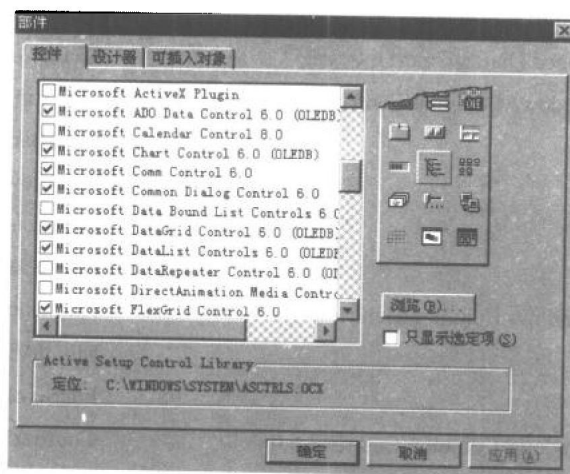 部件
控件 设计器 可插入对象
Microsoft ActiveX Plugin
Microsoft ADO Data Control 6.0 (OLEDB)
Microsoft Calendar Control 8.0
Microsoft Chart Control 6.0 (OLEDB)
Microsoft Comm Control 6.0
Microsoft Common Dialog Control 6.0
Microsoft Data Bound List Controls 6.0
Microsoft DataGrid Control 6.0 (OLEDB
Microsoft DataList Controls 6.0 (OLEDB
Microsoft DataRepeater Control 6.0 (OL
Microsoft DirectAnimation Media Contro
Microsoft FlexGrid Control 6.0
浏览(B)...
只显示选定项(S)
Active Setup Control Library
定位: C:\WINDOWS\SYSTEM\ASCTRLS.OCX
确定 取消 应用(A)